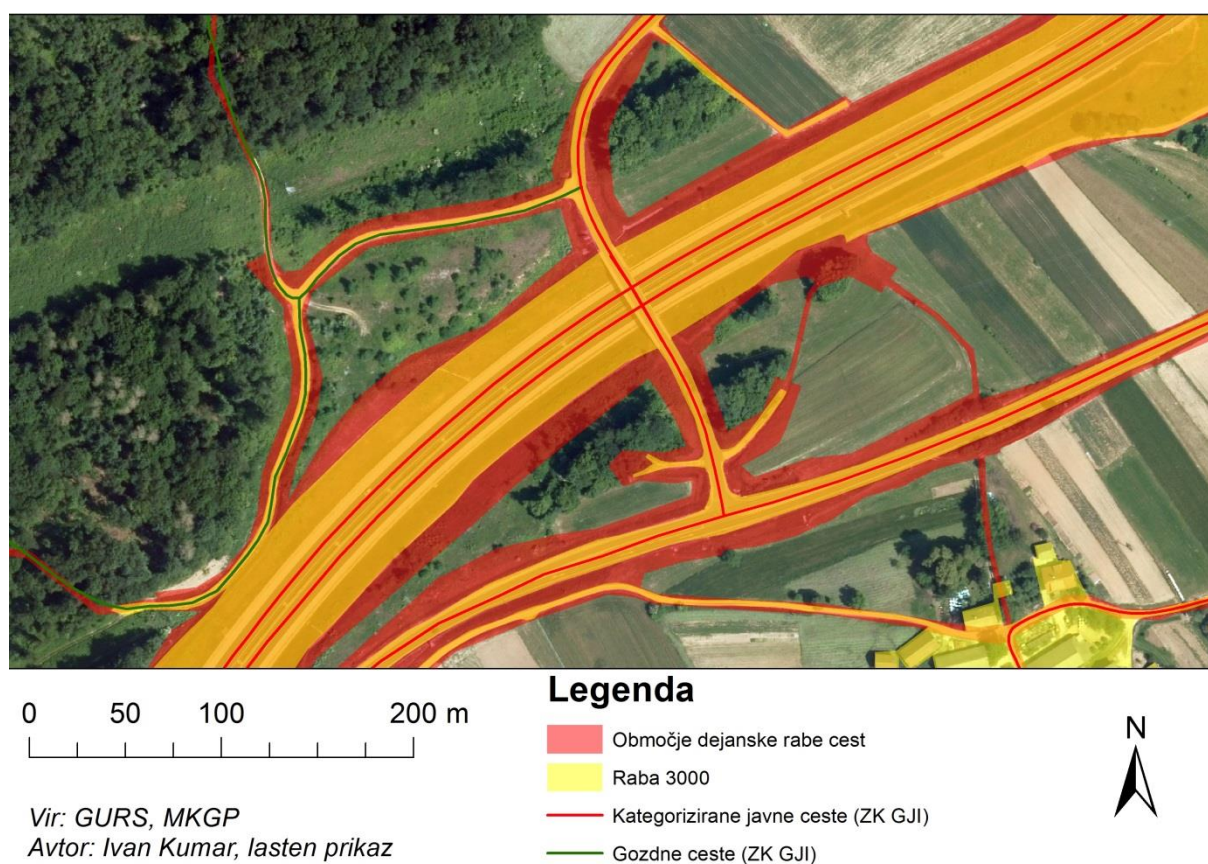 0 50 100 200 m
Vir: GURS, MKGP
Avtor: Ivan Kumar, lasten prikaz
Legenda
Območje dejanske rabe cest
Raba 3000
Kategorizirane javne ceste (ZK GJI)
Gozdne ceste (ZK GJI)
N